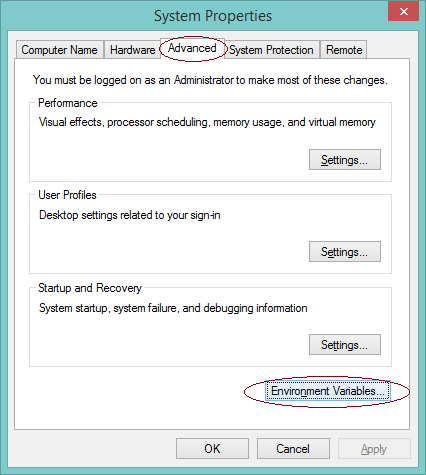 System Properties
Computer Name Hardware Advanced System Protection Remote
You must be logged on as an Administrator to make most of these changes.
Performance
Visual effects, processor scheduling, memory usage, and virtual memory
Settings...
User Profiles
Desktop settings related to your sign-in
Settings...
Startup and Recovery
System startup, system failure, and debugging information
Settings...
Environment Variables...
OK Cancel Apply